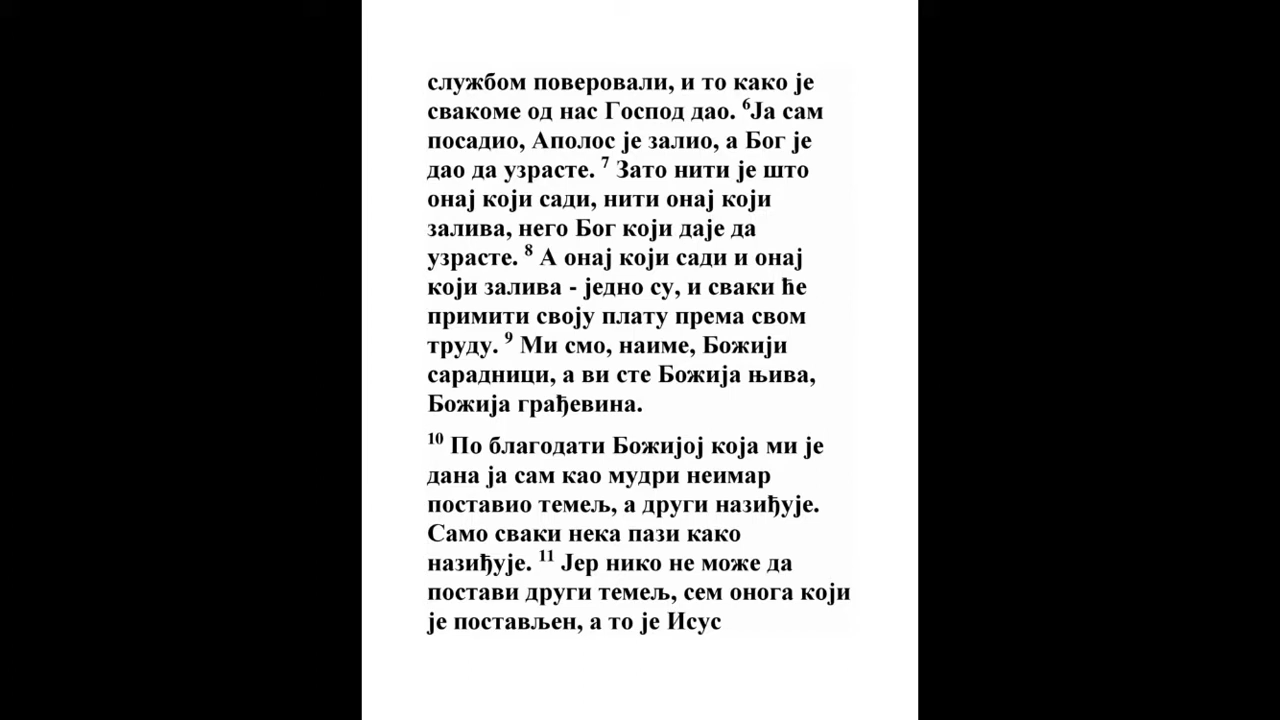 службом поверовали, и то како је
свакоме од нас Господ дао. ⁶Ја сам
посадио, Аполос је залио, а Бог је
дао да узрасте. ⁷ Зато нити је што
онај који сади, нити онај који
залива, него Бог који даје да
узрасте. ⁸ А онај који сади и онај
који залива - једно су, и сваки ће
примити своју плату према свом
труду. ⁹ Ми смо, наиме, Божији
сарадници, а ви сте Божија њива,
Божија грађевина.
¹⁰ По благодати Божијој која ми је
дана ја сам као мудри неимар
поставио темељ, а други назиђује.
Само сваки нека пази како
назиђује. ¹¹ Јер нико не може да
постави други темељ, сем онога који
је постављен, а то је Исус